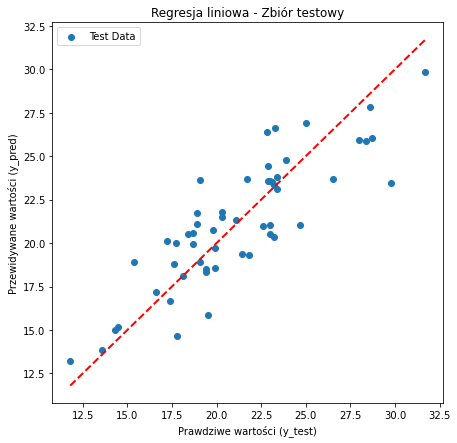 Regresja liniowa - Zbiór testowy
Test Data
32.5
30.0
27.5
25.0
22.5
20.0
17.5
15.0
12.5
Przewidywane wartości (y_pred)
12.5 15.0 17.5 20.0 22.5 25.0 27.5 30.0 32.5
Prawdziwe wartości (y_test)